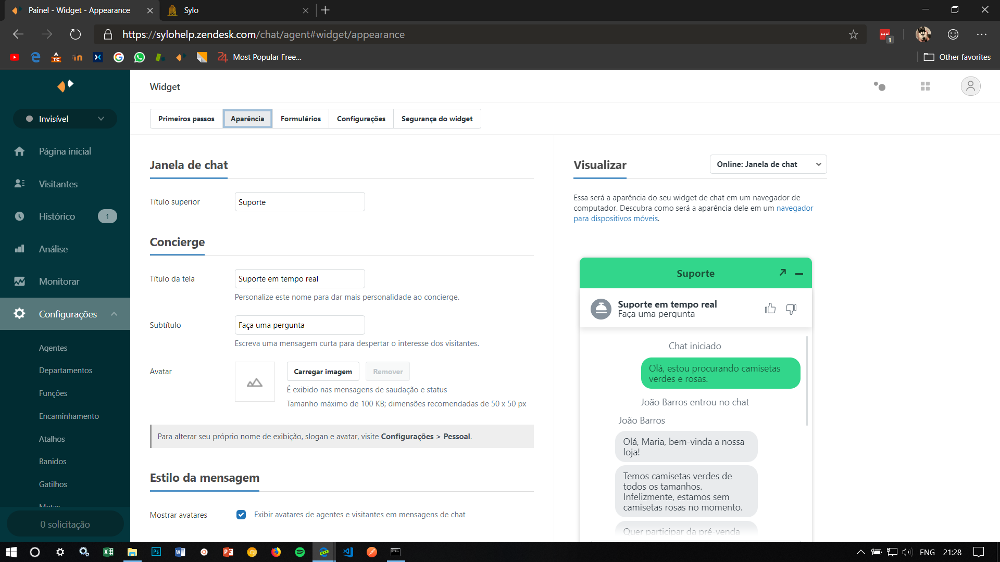 Painel - Widget - Appearance
Sylo
https://sylohelp.zendesk.com/chat/agent#widget/appearance
1
TC
24 Most Popular Free...
Other favorites
Invisível
Página inicial
Visitantes
Histórico 1
Análise
Monitorar
Configurações
Agentes
Departamentos
Funções
Encaminhamento
Atalhos
Banidos
Gatilhos
Metas
0 solicitação
Widget
Primeiros passos
Aparência
Formulários
Configurações
Segurança do widget
Janela de chat
Título superior
Suporte
Concierge
Título da tela
Suporte em tempo real
Personalize este nome para dar mais personalidade ao concierge.
Subtítulo
Faça uma pergunta
Escreva uma mensagem curta para despertar o interesse dos visitantes.
Avatar
Carregar imagem
Remover
É exibido nas mensagens de saudação e status
Tamanho máximo de 100 KB; dimensões recomendadas de 50 x 50 px
Para alterar seu próprio nome de exibição, slogan e avatar, visite Configurações > Pessoal.
Estilo da mensagem
Mostrar avatares
Exibir avatares de agentes e visitantes em mensagens de chat
Visualizar
Online: Janela de chat
Essa será a aparência do seu widget de chat em um navegador de
computador. Descubra como será a aparência dele em um navegador
para dispositivos móveis.
Suporte
Suporte em tempo real
Faça uma pergunta
Chat iniciado
Olá, estou procurando camisetas
verdes e rosas.
João Barros entrou no chat
João Barros
Olá, Maria, bem-vinda a nossa
loja!
Temos camisetas verdes de
todos os tamanhos.
Infelizmente, estamos sem
camisetas rosas no momento.
Quer participar da pré-venda
ENG
21:28